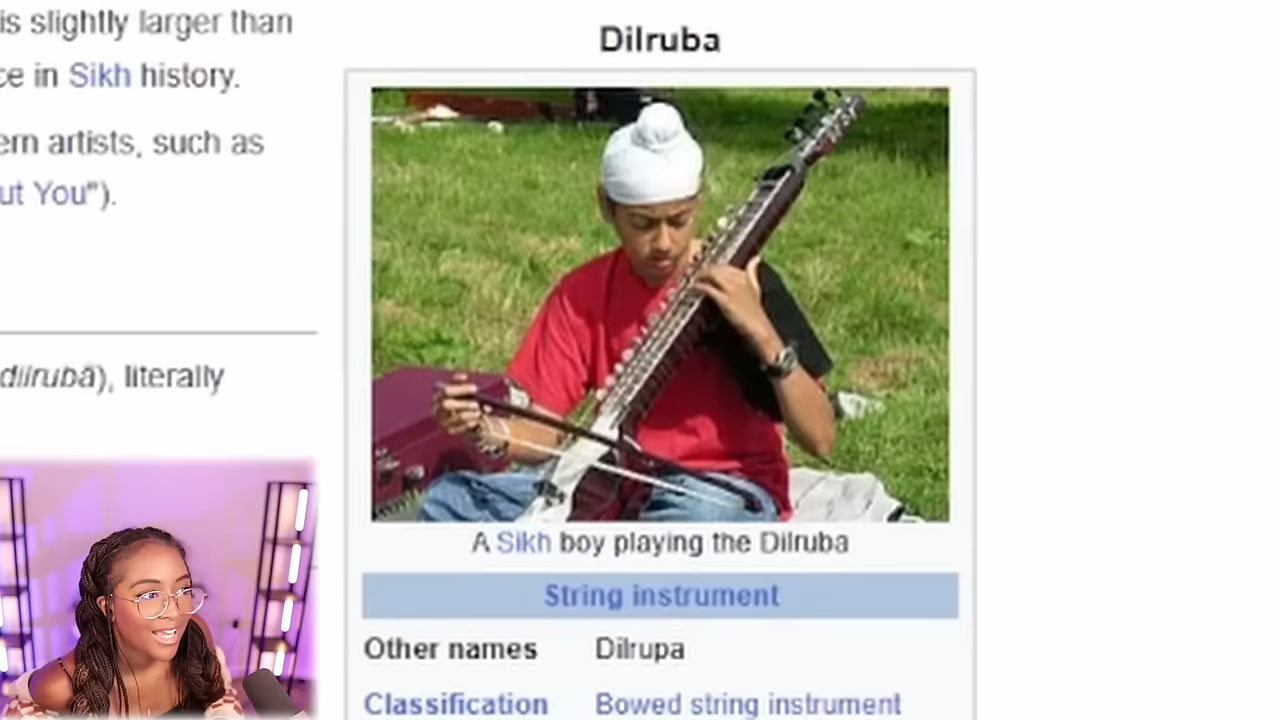 is slightly larger than
ce in Sikh history.
ern artists, such as
ut You").
dilrubā), literally
Dilruba
A Sikh boy playing the Dilruba
String instrument
Other names Dilrupa
Classification Bowed string instrument